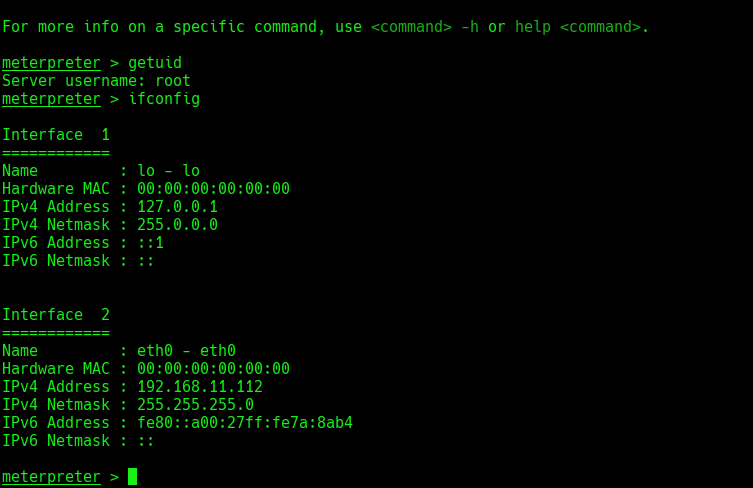 For more info on a specific command, use <command> -h or help <command>.
meterpreter > getuid
Server username: root
meterpreter > ifconfig
Interface  1
============
Name         : lo - lo
Hardware MAC : 00:00:00:00:00:00
IPv4 Address : 127.0.0.1
IPv4 Netmask : 255.0.0.0
IPv6 Address : ::1
IPv6 Netmask : ::
Interface  2
============
Name         : eth0 - eth0
Hardware MAC : 00:00:00:00:00:00
IPv4 Address : 192.168.11.112
IPv4 Netmask : 255.255.255.0
IPv6 Address : fe80::a00:27ff:fe7a:8ab4
IPv6 Netmask : ::
meterpreter >